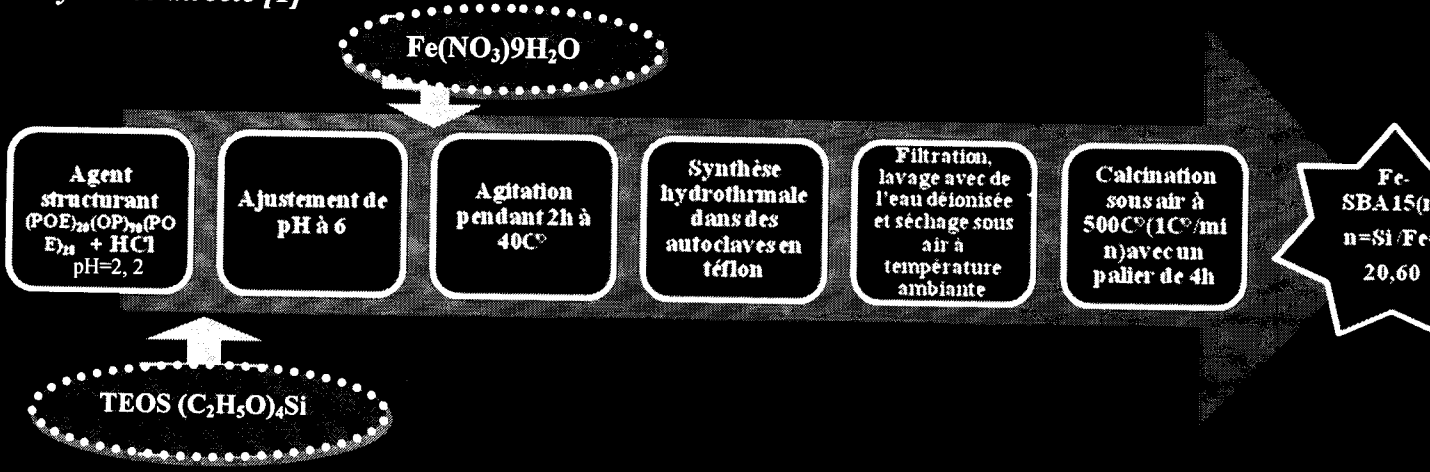 [1]
Fe(NO₃)9H₂O
Agent
structurant
(POE)₂₀(OP)₇₀(PO
E)₂₀ + HCl
pH=2, 2
Ajustement de
pH à 6
Agitation
pendant 2h à
40C°
Synthèse
hydrothrmale
dans des
autoclaves en
téflon
Filtration,
lavage avec de
l'eau déionisée
et séchage sous
air à
température
ambiante
Calcination
sous air à
500C°(1C°/mi
n)avec un
palier de 4h
Fe-
SBA15(n
n=Si/Fe=
20,60
TEOS (C₂H₅O)₄Si